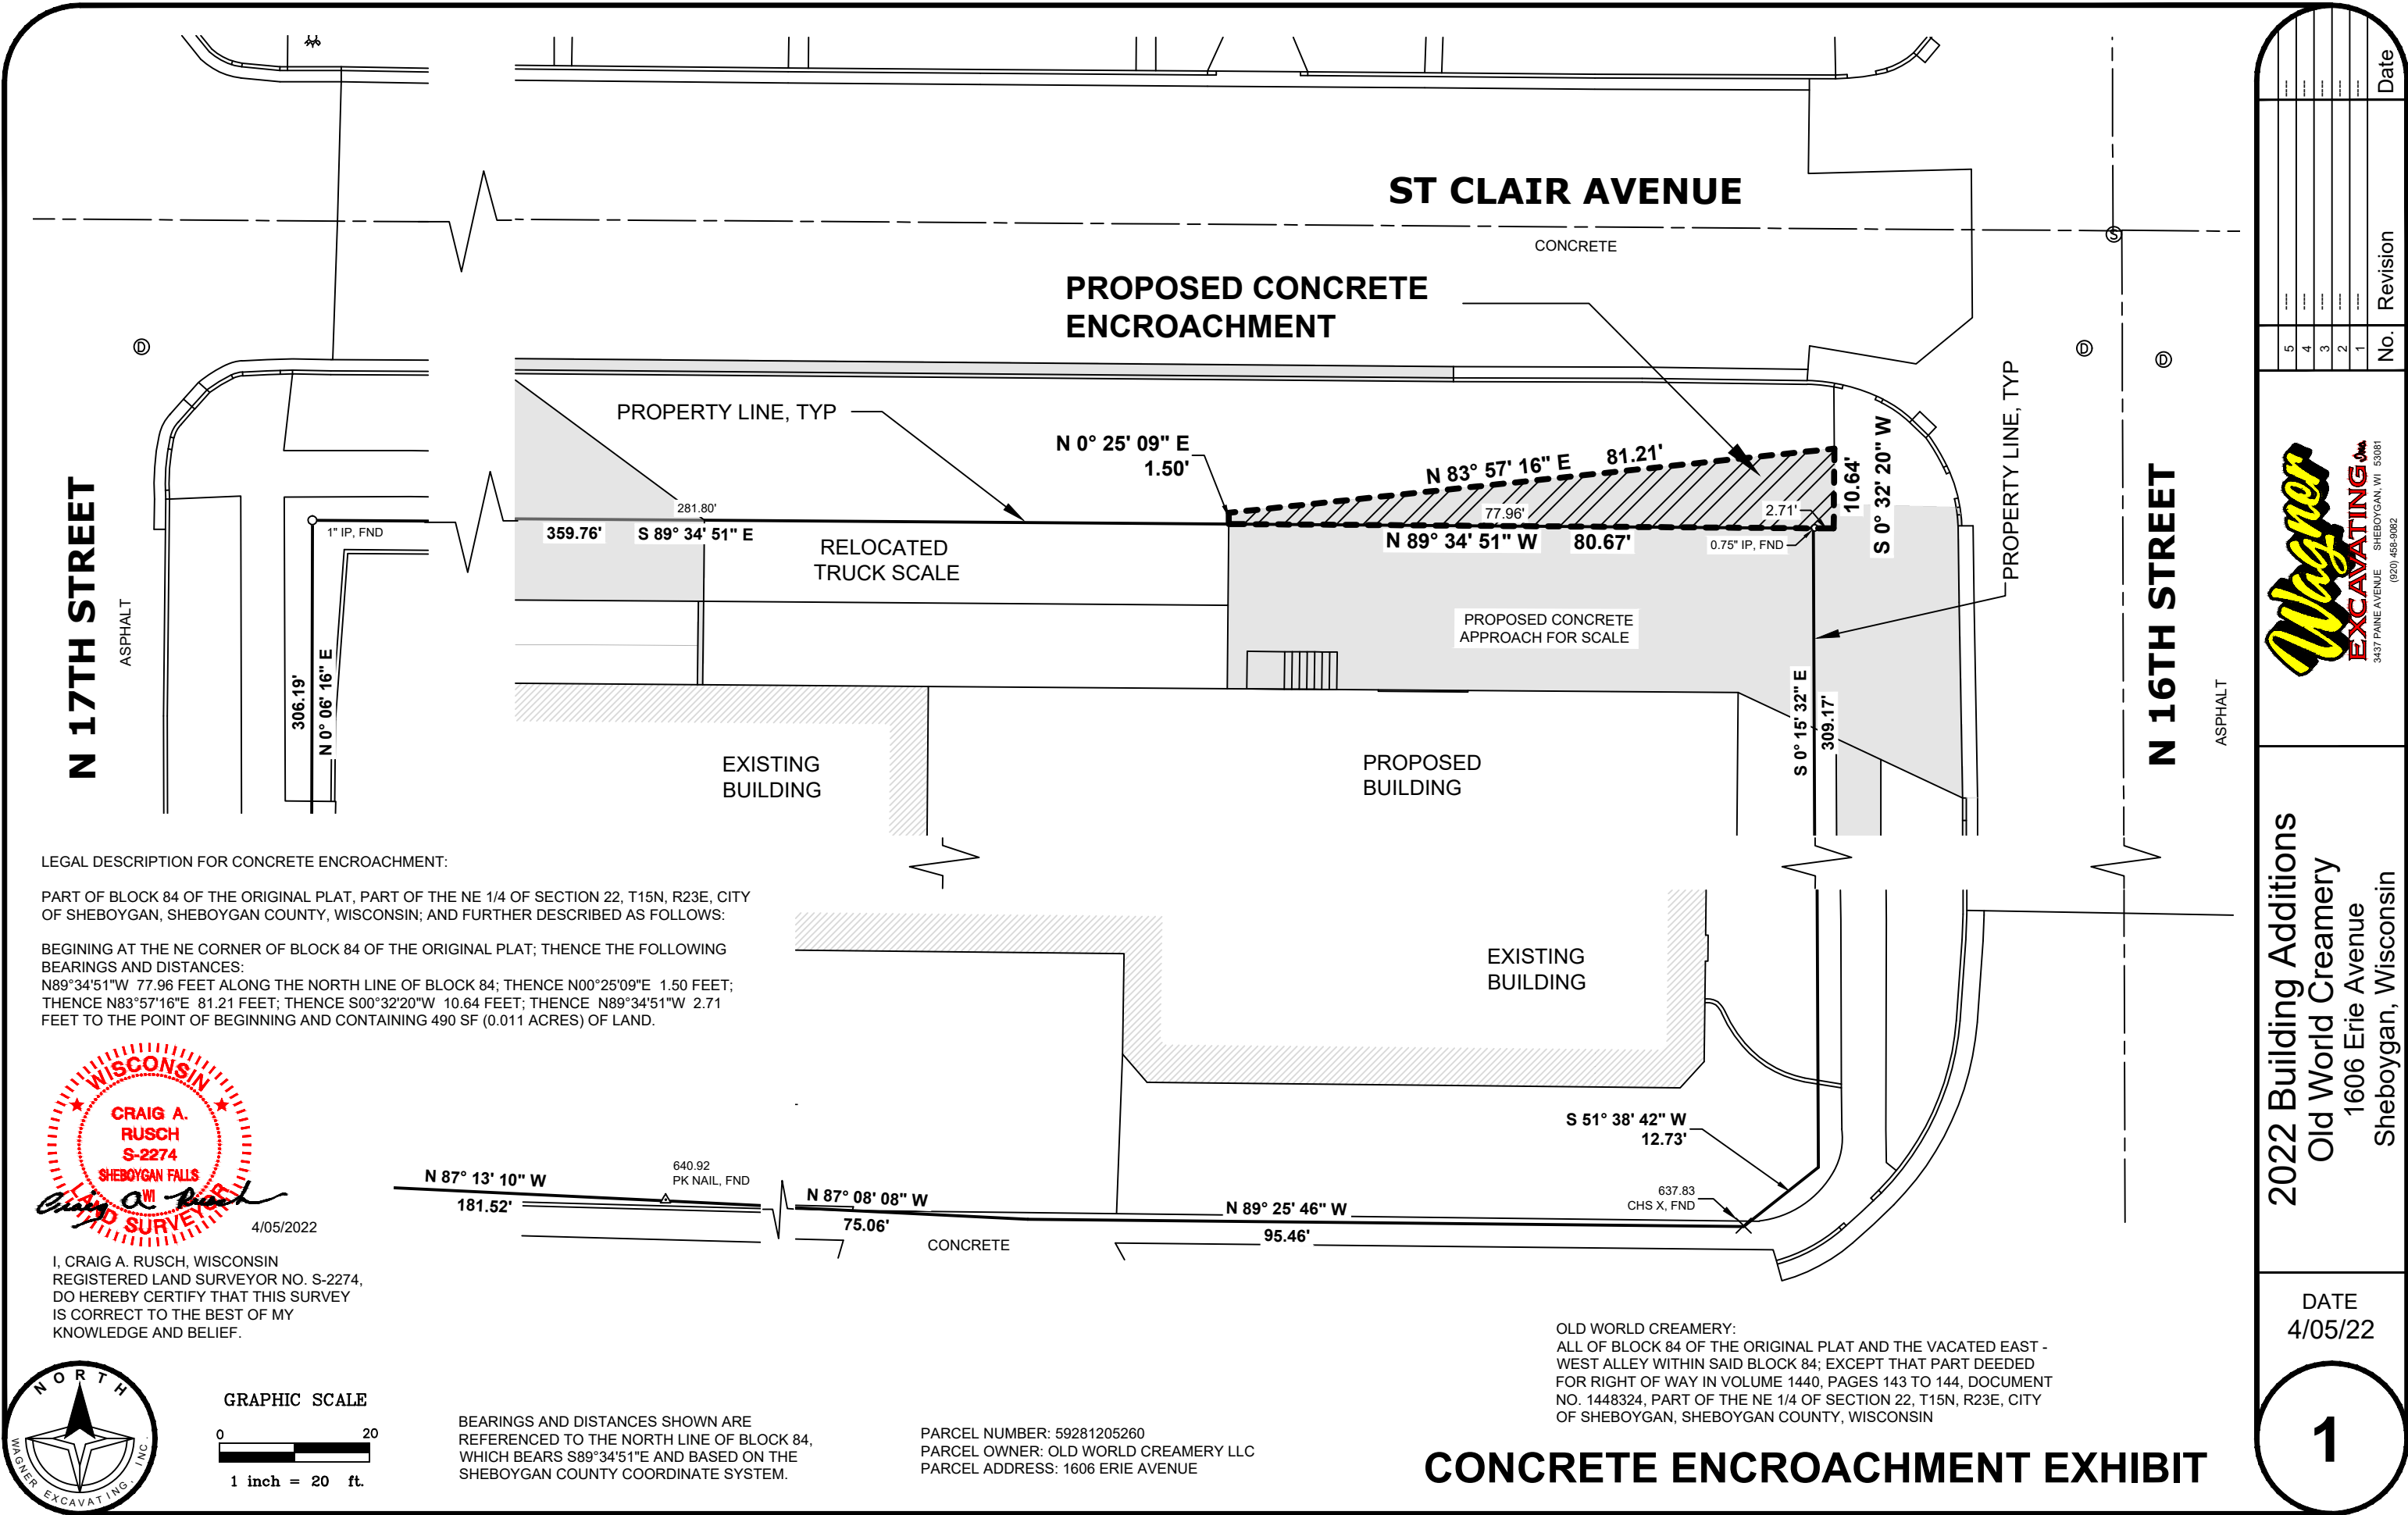 ST CLAIR AVENUE
CONCRETE
PROPOSED CONCRETE
ENCROACHMENT
D
S
D
D
PROPERTY LINE, TYP
PROPERTY LINE, TYP
N 0° 25' 09" E
1.50'
N 83° 57' 16" E 81.21'
10.64'
S 0° 32' 20" W
281.80'
77.96'
2.71'
1" IP, FND
359.76' S 89° 34' 51" E
N 89° 34' 51" W 80.67'
0.75" IP, FND
RELOCATED
TRUCK SCALE
PROPOSED CONCRETE
APPROACH FOR SCALE
N 17TH STREET
ASPHALT
306.19'
N 0° 06' 16" E
S 0° 15' 32" E
309.17'
N 16TH STREET
ASPHALT
EXISTING
BUILDING
PROPOSED
BUILDING
EXISTING
BUILDING
LEGAL DESCRIPTION FOR CONCRETE ENCROACHMENT:
PART OF BLOCK 84 OF THE ORIGINAL PLAT, PART OF THE NE 1/4 OF SECTION 22, T15N, R23E, CITY
OF SHEBOYGAN, SHEBOYGAN COUNTY, WISCONSIN; AND FURTHER DESCRIBED AS FOLLOWS:
BEGINING AT THE NE CORNER OF BLOCK 84 OF THE ORIGINAL PLAT; THENCE THE FOLLOWING
BEARINGS AND DISTANCES:
N89°34'51"W 77.96 FEET ALONG THE NORTH LINE OF BLOCK 84; THENCE N00°25'09"E 1.50 FEET;
THENCE N83°57'16"E 81.21 FEET; THENCE S00°32'20"W 10.64 FEET; THENCE N89°34'51"W 2.71
FEET TO THE POINT OF BEGINNING AND CONTAINING 490 SF (0.011 ACRES) OF LAND.
WISCONSIN
CRAIG A.
RUSCH
S-2274
SHEBOYGAN FALLS
WI
LAND SURVEYOR
Craig A Rusch
4/05/2022
I, CRAIG A. RUSCH, WISCONSIN
REGISTERED LAND SURVEYOR NO. S-2274,
DO HEREBY CERTIFY THAT THIS SURVEY
IS CORRECT TO THE BEST OF MY
KNOWLEDGE AND BELIEF.
N 87° 13' 10" W
181.52'
640.92
PK NAIL, FND
N 87° 08' 08" W
75.06'
CONCRETE
N 89° 25' 46" W
95.46'
S 51° 38' 42" W
12.73'
637.83
CHS X, FND
NORTH
WAGNER EXCAVATING, INC.
GRAPHIC SCALE
0 20
1 inch = 20 ft.
BEARINGS AND DISTANCES SHOWN ARE
REFERENCED TO THE NORTH LINE OF BLOCK 84,
WHICH BEARS S89°34'51"E AND BASED ON THE
SHEBOYGAN COUNTY COORDINATE SYSTEM.
PARCEL NUMBER: 59281205260
PARCEL OWNER: OLD WORLD CREAMERY LLC
PARCEL ADDRESS: 1606 ERIE AVENUE
OLD WORLD CREAMERY:
ALL OF BLOCK 84 OF THE ORIGINAL PLAT AND THE VACATED EAST -
WEST ALLEY WITHIN SAID BLOCK 84; EXCEPT THAT PART DEEDED
FOR RIGHT OF WAY IN VOLUME 1440, PAGES 143 TO 144, DOCUMENT
NO. 1448324, PART OF THE NE 1/4 OF SECTION 22, T15N, R23E, CITY
OF SHEBOYGAN, SHEBOYGAN COUNTY, WISCONSIN
CONCRETE ENCROACHMENT EXHIBIT
5 ---- ----
4 ---- ----
3 ---- ----
2 ---- ----
1 ---- ----
No. Revision Date
Wagner
EXCAVATING Inc.
3437 PAINE AVENUE SHEBOYGAN, WI 53081
(920) 458-9082
2022 Building Additions
Old World Creamery
1606 Erie Avenue
Sheboygan, Wisconsin
DATE
4/05/22
1